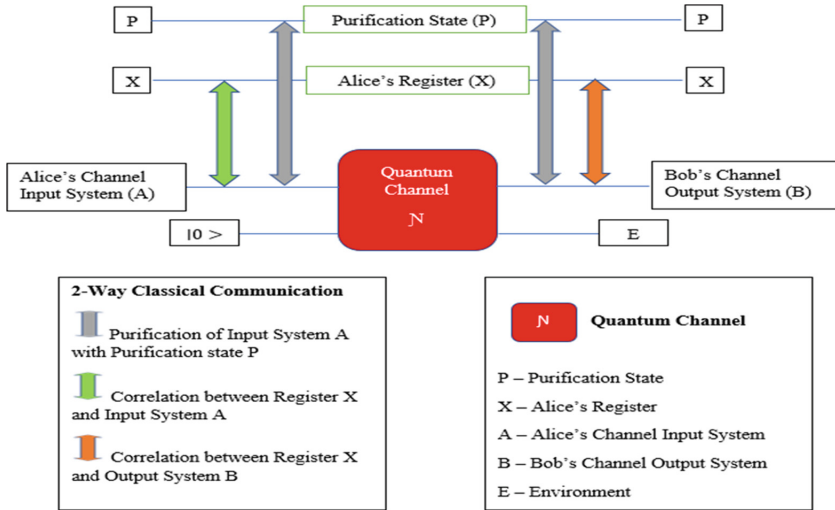 P
Purification State (P)
P
X
Alice's Register (X)
X
Alice's Channel
Input System (A)
Quantum
Channel
N
Bob's Channel
Output System (B)
|0 >
E
2-Way Classical Communication
Purification of Input System A
with Purification state P
Correlation between Register X
and Input System A
Correlation between Register X
and Output System B
N Quantum Channel
P – Purification State
X – Alice's Register
A – Alice's Channel Input System
B – Bob's Channel Output System
E – Environment